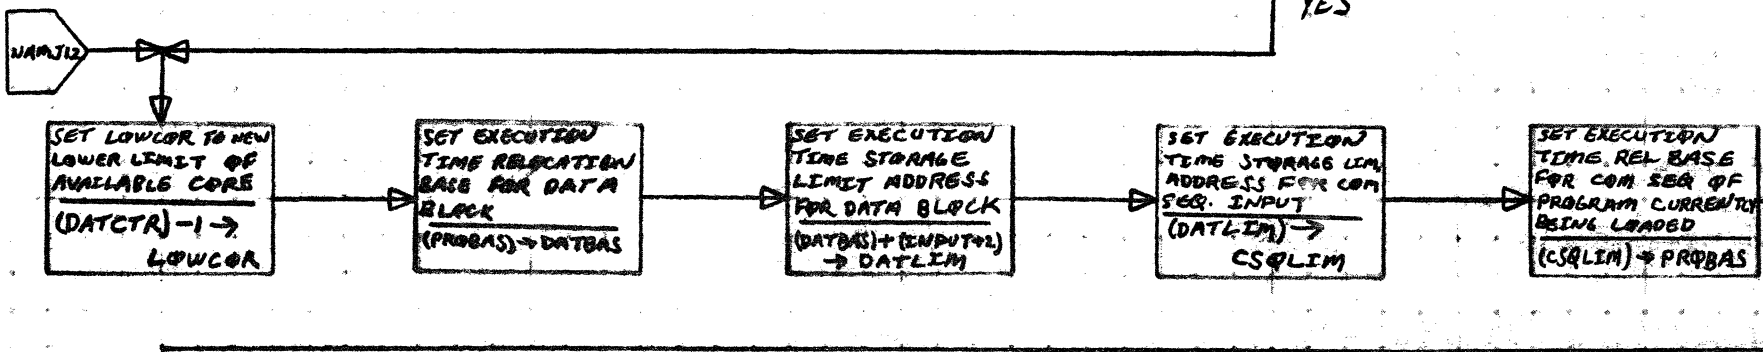 YES
NAMJ12
SET LOWCOR TO NEW
LOWER LIMIT OF
AVAILABLE CORE
(DATCTR)-1 →
LOWCOR
SET EXECUTION
TIME RELOCATION
BASE FOR DATA
BLOCK
(PROBAS)→DATBAS
SET EXECUTION
TIME STORAGE
LIMIT ADDRESS
FOR DATA BLOCK
(DATBAS)+(INPUT+2)
→ DATLIM
SET EXECUTION
TIME STORAGE LIM.
ADDRESS FOR COM
SEQ. INPUT
(DATLIM)→
CSQLIM
SET EXECUTION
TIME REL BASE
FOR COM SEQ OF
PROGRAM CURRENTLY
BEING LOADED
(CSQLIM)→PROBAS